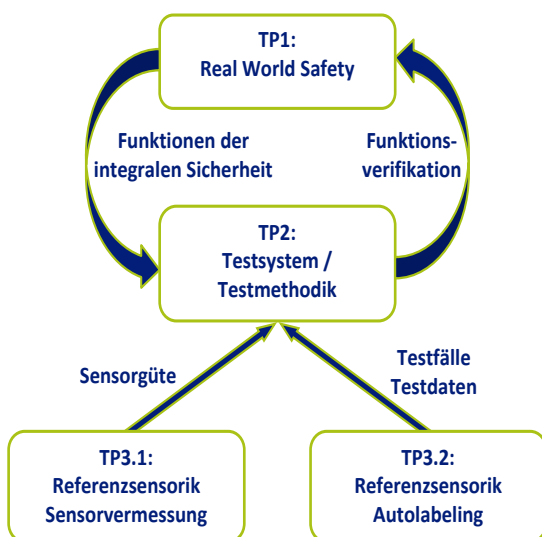 TP1:
Real World Safety
Funktionen der
integralen Sicherheit
Funktions-
verifikation
TP2:
Testsystem /
Testmethodik
Sensorgüte
Testfälle
Testdaten
TP3.1:
Referenzsensorik
Sensorvermessung
TP3.2:
Referenzsensorik
Autolabeling